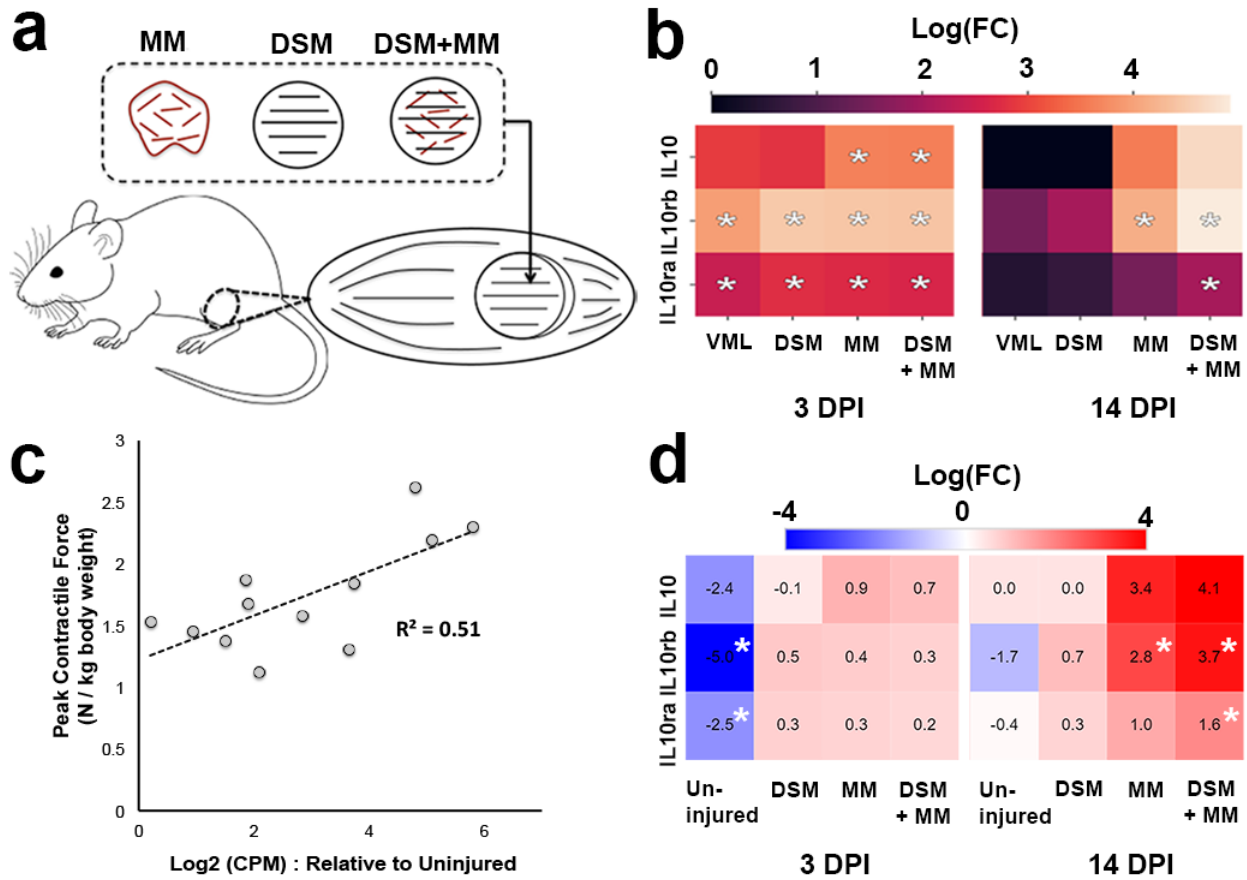 a
MM DSM DSM+MM
b
Log(FC)
0 1 2 3 4
IL10
IL10rb
IL10ra
* *
* * * * * *
* * * * *
VML DSM MM DSM + MM VML DSM MM DSM + MM
3 DPI 14 DPI
c
Peak Contractile Force
(N / kg body weight)
3
2.5
2
1.5
1
0.5
0
R² = 0.51
0 2 4 6
Log2 (CPM) : Relative to Uninjured
d
Log(FC)
-4 0 4
IL10
IL10rb
IL10ra
-2.4 -0.1 0.9 0.7 0.0 0.0 3.4 4.1
-5.0* 0.5 0.4 0.3 -1.7 0.7 2.8* 3.7*
-2.5* 0.3 0.3 0.2 -0.4 0.3 1.0 1.6*
Un-injured DSM MM DSM + MM Un-injured DSM MM DSM + MM
3 DPI 14 DPI